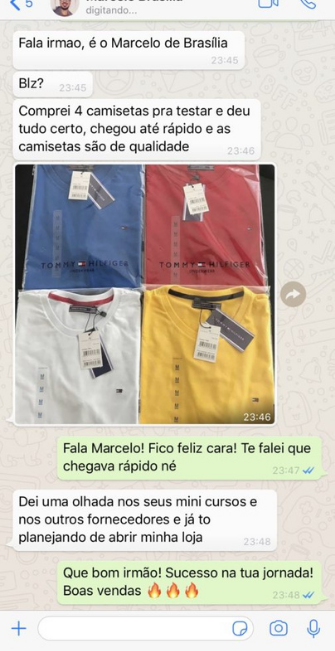 5
digitando...
Fala irmao, é o Marcelo de Brasília
23:45
Blz?
23:45
Comprei 4 camisetas pra testar e deu
tudo certo, chegou até rápido e as
camisetas são de qualidade
23:46
TOMMY HILFIGER
TOMMY HILFIGER
23:46
Fala Marcelo! Fico feliz cara! Te falei que
chegava rápido né
23:47
Dei uma olhada nos seus mini cursos e
nos outros fornecedores e já to
planejando de abrir minha loja
23:48
Que bom irmão! Sucesso na tua jornada!
Boas vendas 🔥🔥🔥
23:48